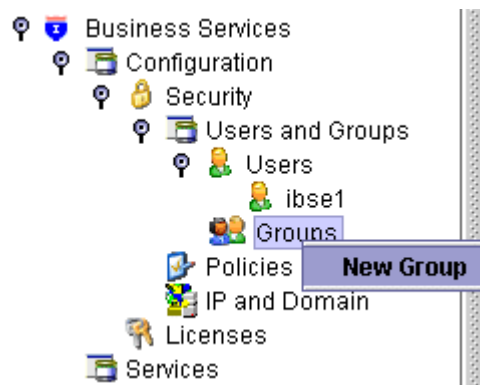 Business Services
Configuration
Security
Users and Groups
Users
ibse1
Groups
New Group
Policies
IP and Domain
Licenses
Services